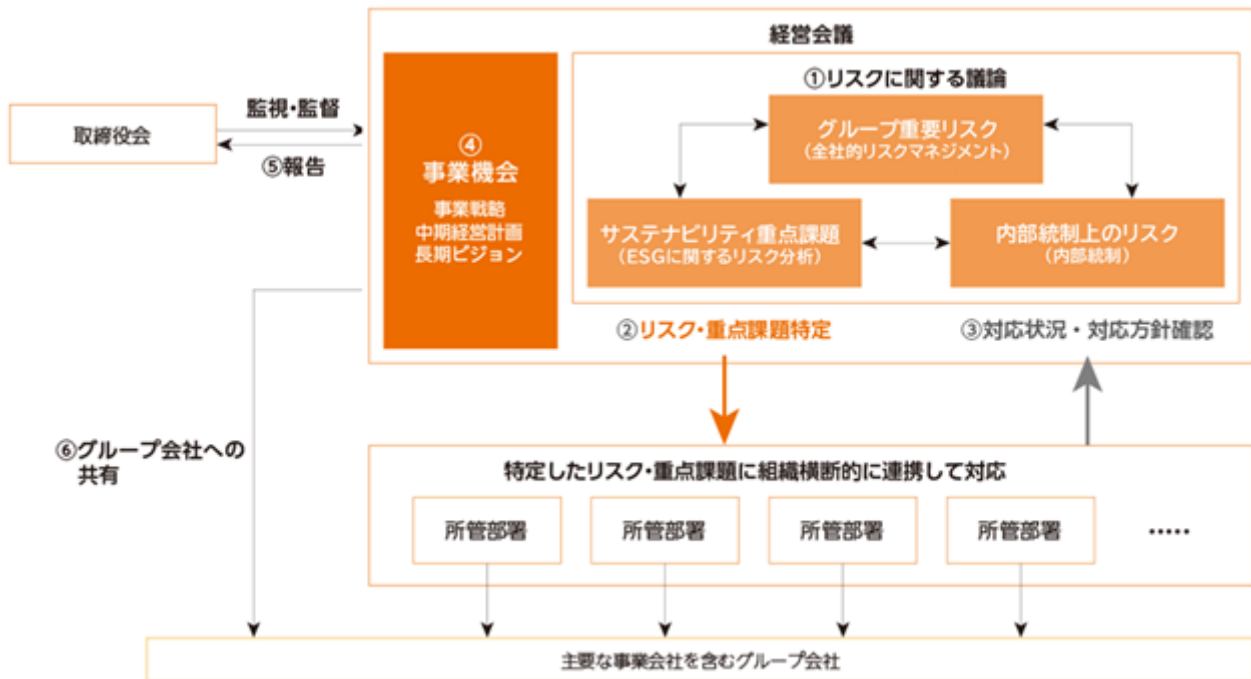 経営会議
①リスクに関する議論
グループ重要リスク
（全社的リスクマネジメント）
サステナビリティ重点課題
（ESGに関するリスク分析）
内部統制上のリスク
（内部統制）
④
事業機会
事業戦略
中期経営計画
長期ビジョン
取締役会
監視・監督
⑤報告
②リスク・重点課題特定
③対応状況・対応方針確認
⑥グループ会社への
共有
特定したリスク・重点課題に組織横断的に連携して対応
所管部署
所管部署
所管部署
所管部署
・・・・・
主要な事業会社を含むグループ会社